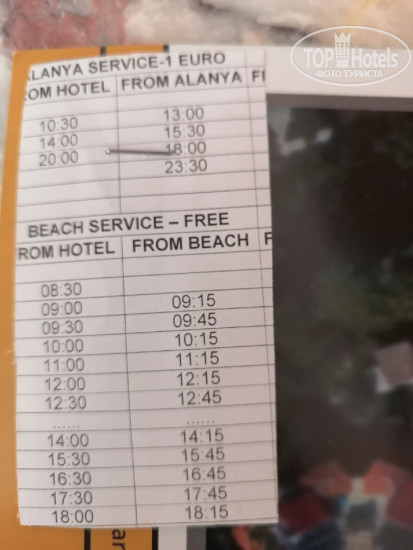 TOP Hotels
ФОТО ТУРИСТА
ALANYA SERVICE-1 EURO
FROM HOTEL FROM ALANYA
10:30 13:00
14:00 15:30
20:00 18:00
23:30
BEACH SERVICE – FREE
FROM HOTEL FROM BEACH F
08:30
09:00 09:15
09:30 09:45
10:00 10:15
11:00 11:15
12:00 12:15
12:30 12:45
...... ......
14:00 14:15
15:30 15:45
16:30 16:45
17:30 17:45
18:00 18:15